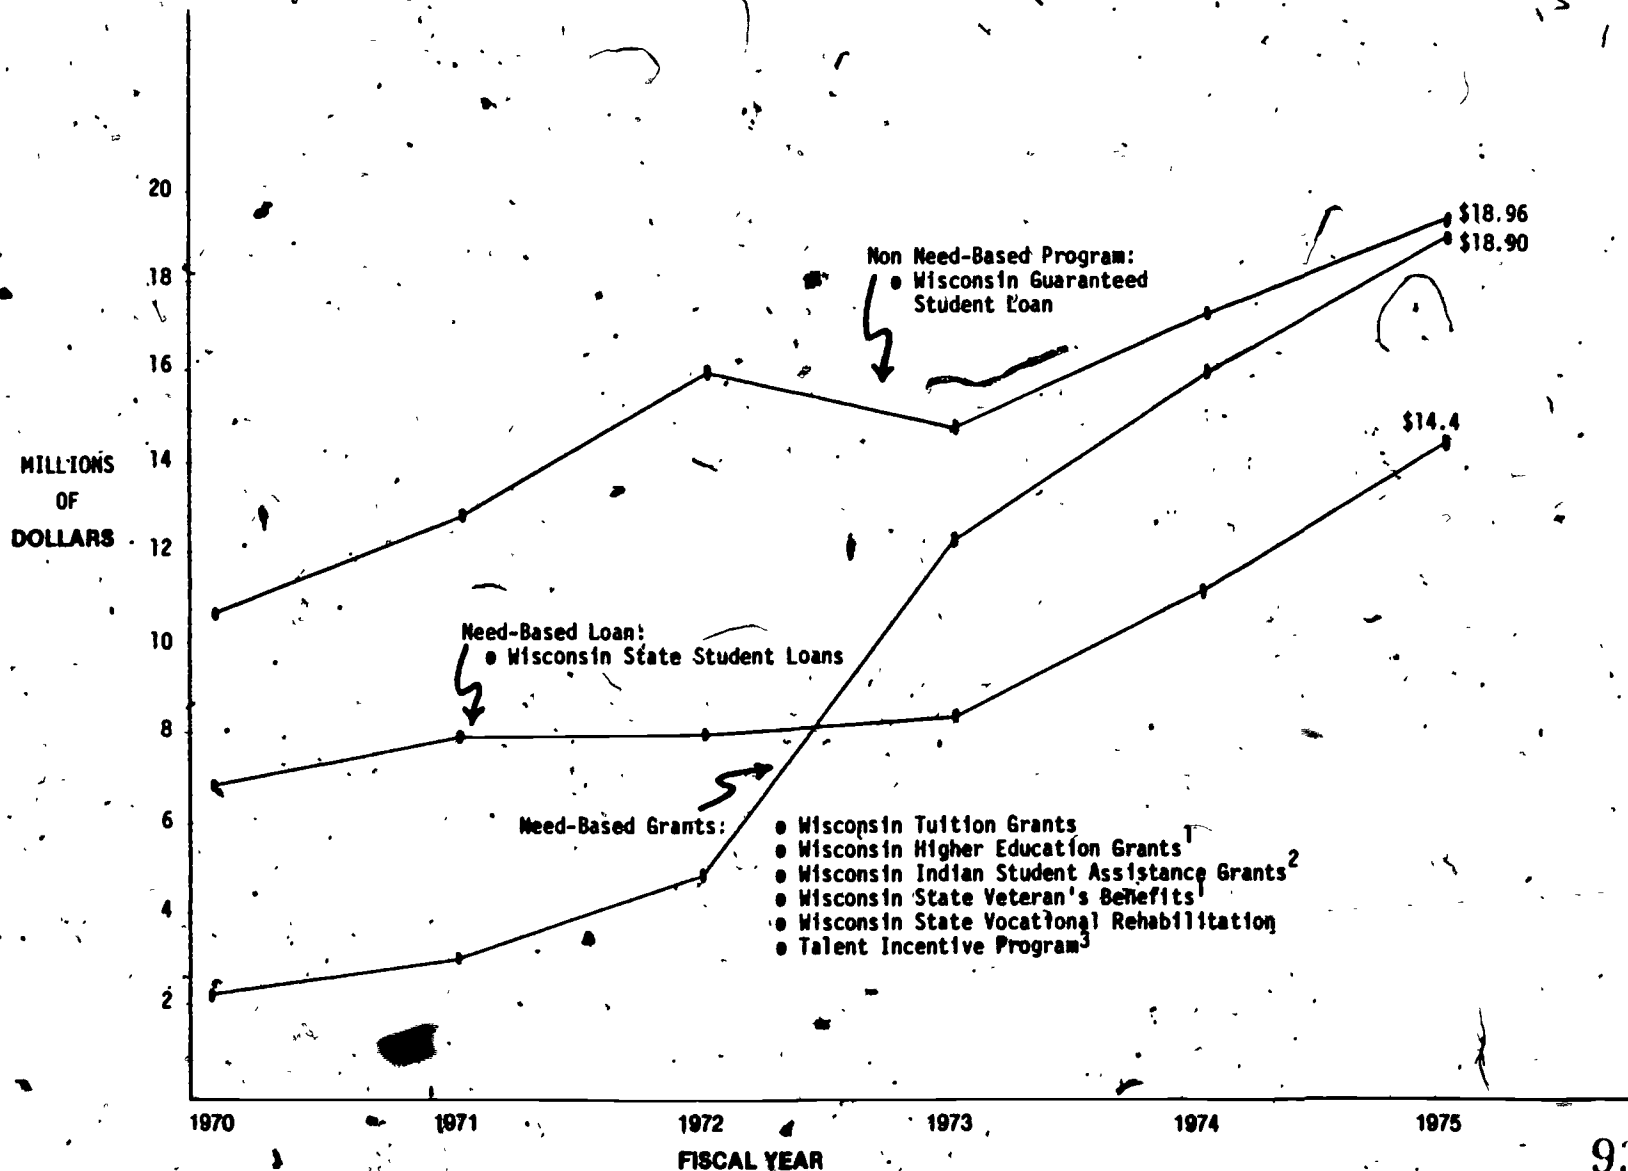 20
18
16
14
12
10
8
6
4
2
MILLIONS
OF
DOLLARS
$18.96
$18.90
$14.4
Non Need-Based Program:
● Wisconsin Guaranteed
Student Loan
Need-Based Loan:
● Wisconsin State Student Loans
Need-Based Grants:
● Wisconsin Tuition Grants
● Wisconsin Higher Education Grants1
● Wisconsin Indian Student Assistance Grants2
● Wisconsin State Veteran's Benefits1
● Wisconsin State Vocational Rehabilitation
● Talent Incentive Program3
1970 1971 1972 1973 1974 1975
FISCAL YEAR